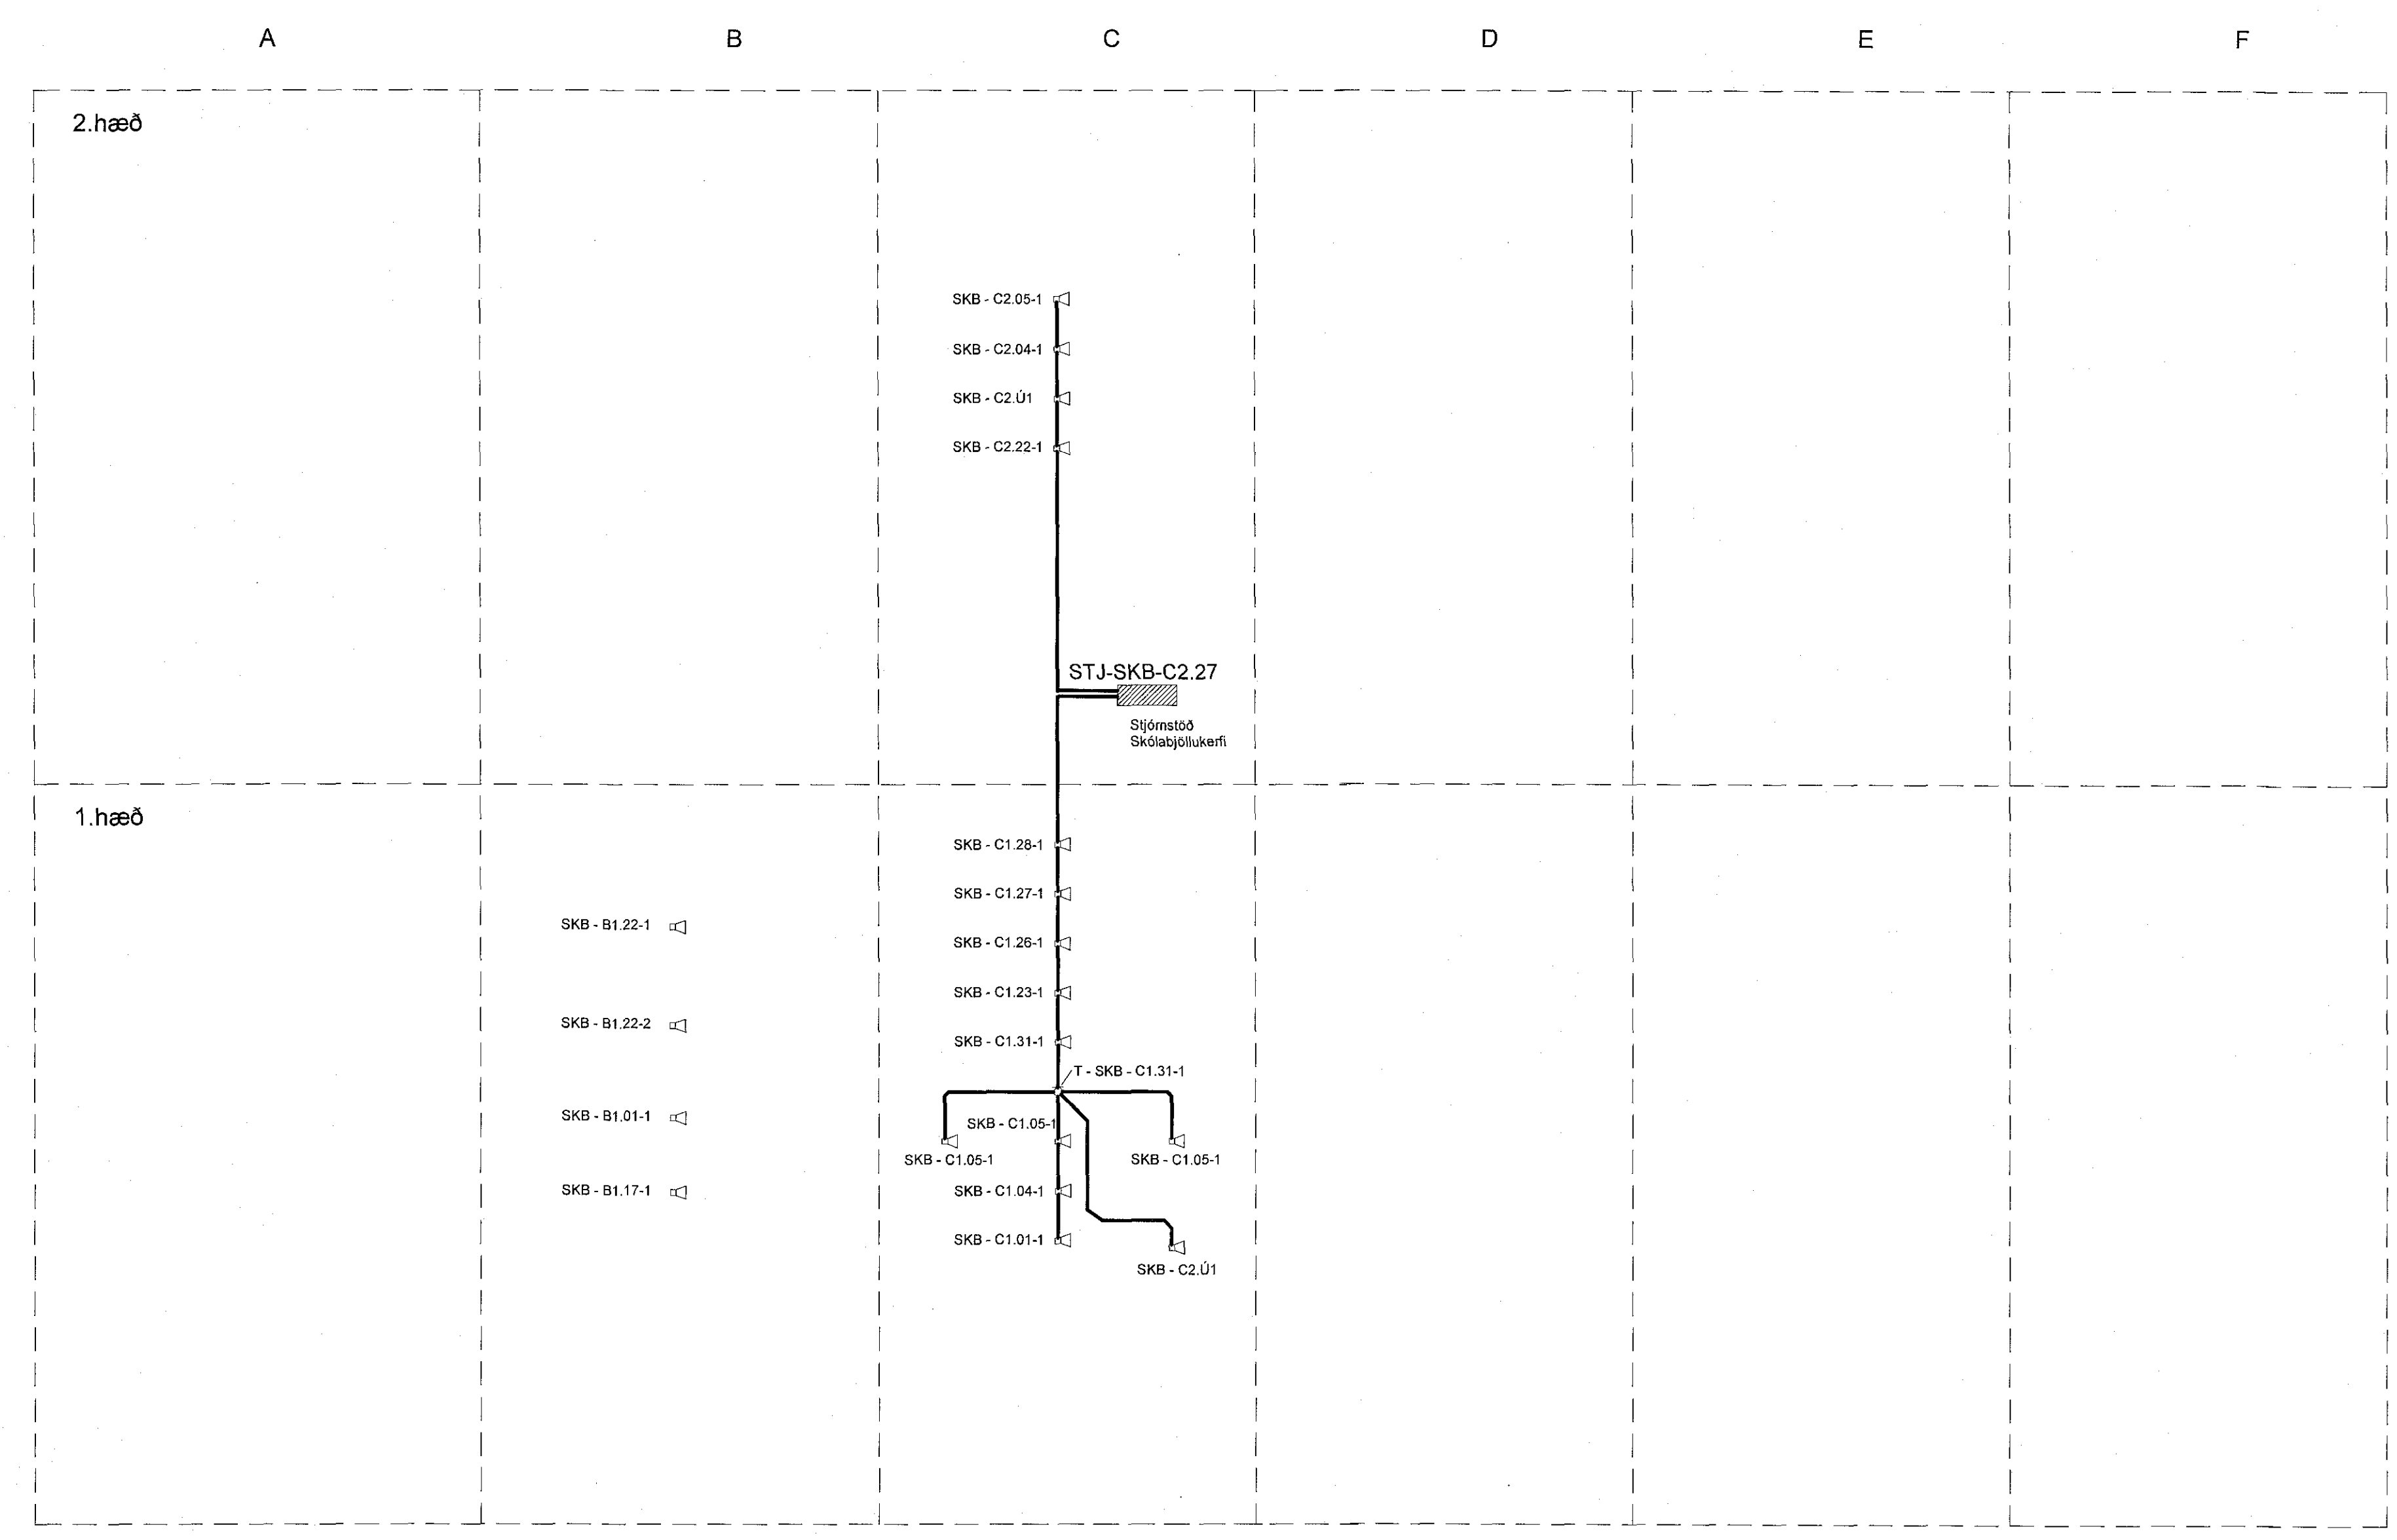 A
B
C
D
E
F
2.hæð
SKB - C2.05-1
SKB - C2.04-1
SKB - C2.Ú1
SKB - C2.22-1
STJ-SKB-C2.27
Stjórnstöð
Skólabjöllukerfi
1.hæð
SKB - B1.22-1
SKB - B1.22-2
SKB - B1.01-1
SKB - B1.17-1
SKB - C1.28-1
SKB - C1.27-1
SKB - C1.26-1
SKB - C1.23-1
SKB - C1.31-1
T - SKB - C1.31-1
SKB - C1.05-1
SKB - C1.05-1
SKB - C1.05-1
SKB - C1.04-1
SKB - C1.01-1
SKB - C2.Ú1